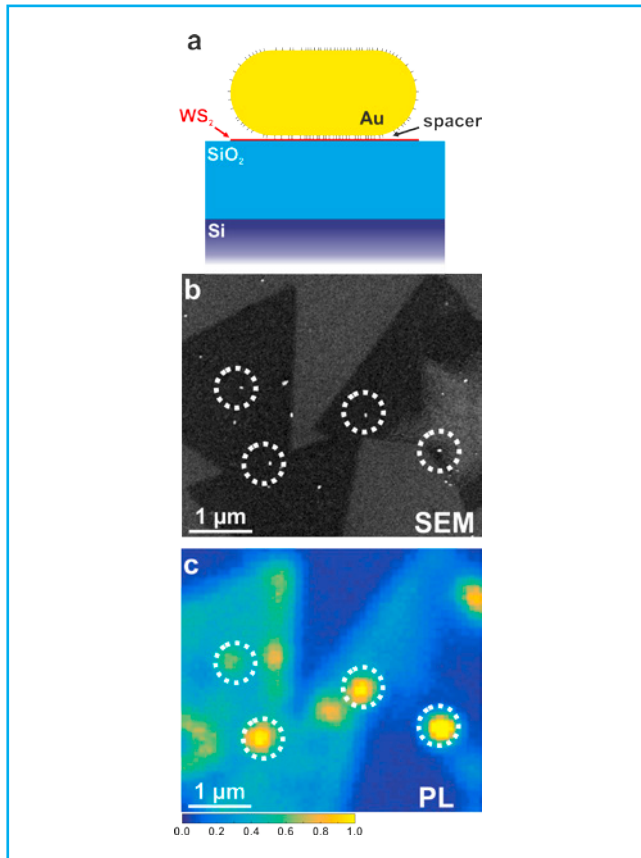 a
Au
WS₂
spacer
SiO₂
Si
b
1 µm
SEM
c
1 µm
PL
0.0 0.2 0.4 0.6 0.8 1.0